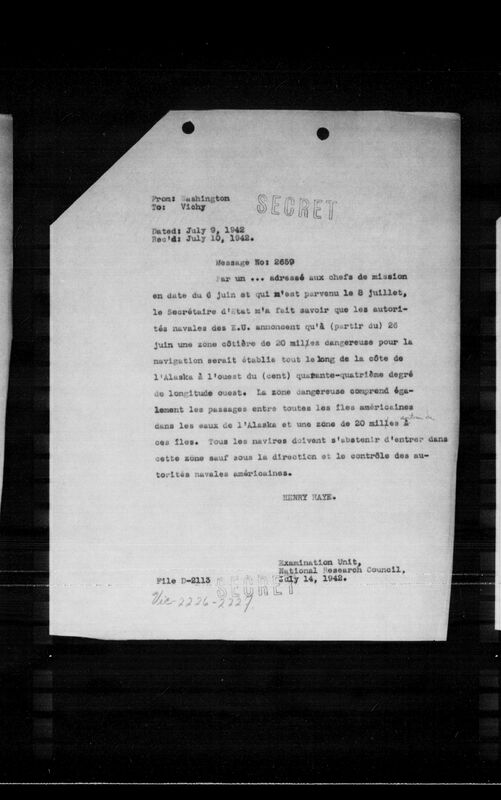 From: Washington
SECRET
To: Vichy
Dated: July 9, 1942
Rec'd: July 10, 1942.
Message No: 2659
Par un ... adressé aux chefs de mission
en date du 6 juin et qui m'est parvenu le 8 juillet,
le Secrétaire d'Etat m'a fait savoir que les autori-
tés navales des E.U. annoncent qu'à (partir du) 26
juin une zône côtière de 20 milles dangereuse pour la
navigation serait établie tout le long de la côte de
l'Alaska à l'ouest du (cent) quarante-quatrième degré
de longitude ouest. La zone dangereuse comprend éga-
lement les passages entre toutes les îles américaines
dans les eaux de l'Alaska et une zône de 20 milles à
ces îles. Tous les navires doivent s'abstenir d'entrer dans
cette zône sauf sous la direction et le contrôle des au-
torités navales américaines.
HENRY HAYE.
Examination Unit,
National Research Council,
File D-2113
SECRET
July 14, 1942.
Vic-2226-2227